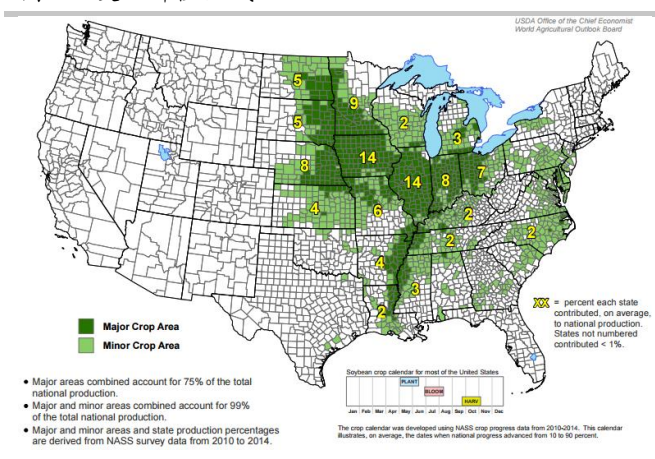 USDA Office of the Chief Economist
World Agricultural Outlook Board
5
9
2
5
3
8
14
14
8
7
4
6
2
2
2
4
3
2
XX = percent each state
contributed, on average,
to national production.
States not numbered
contributed < 1%.
Major Crop Area
Minor Crop Area
• Major areas combined account for 75% of the total
national production.
• Major and minor areas combined account for 99%
of the total national production.
• Major and minor areas and state production percentages
are derived from NASS survey data from 2010 to 2014.
Soybean crop calendar for most of the United States
PLANT
BLOOM
HARV
Jan Feb Mar Apr May Jun Jul Aug Sep Oct Nov Dec
The crop calendar was developed using NASS crop progress data from 2010-2014. This calendar
illustrates, on average, the dates when national progress advanced from 10 to 90 percent.